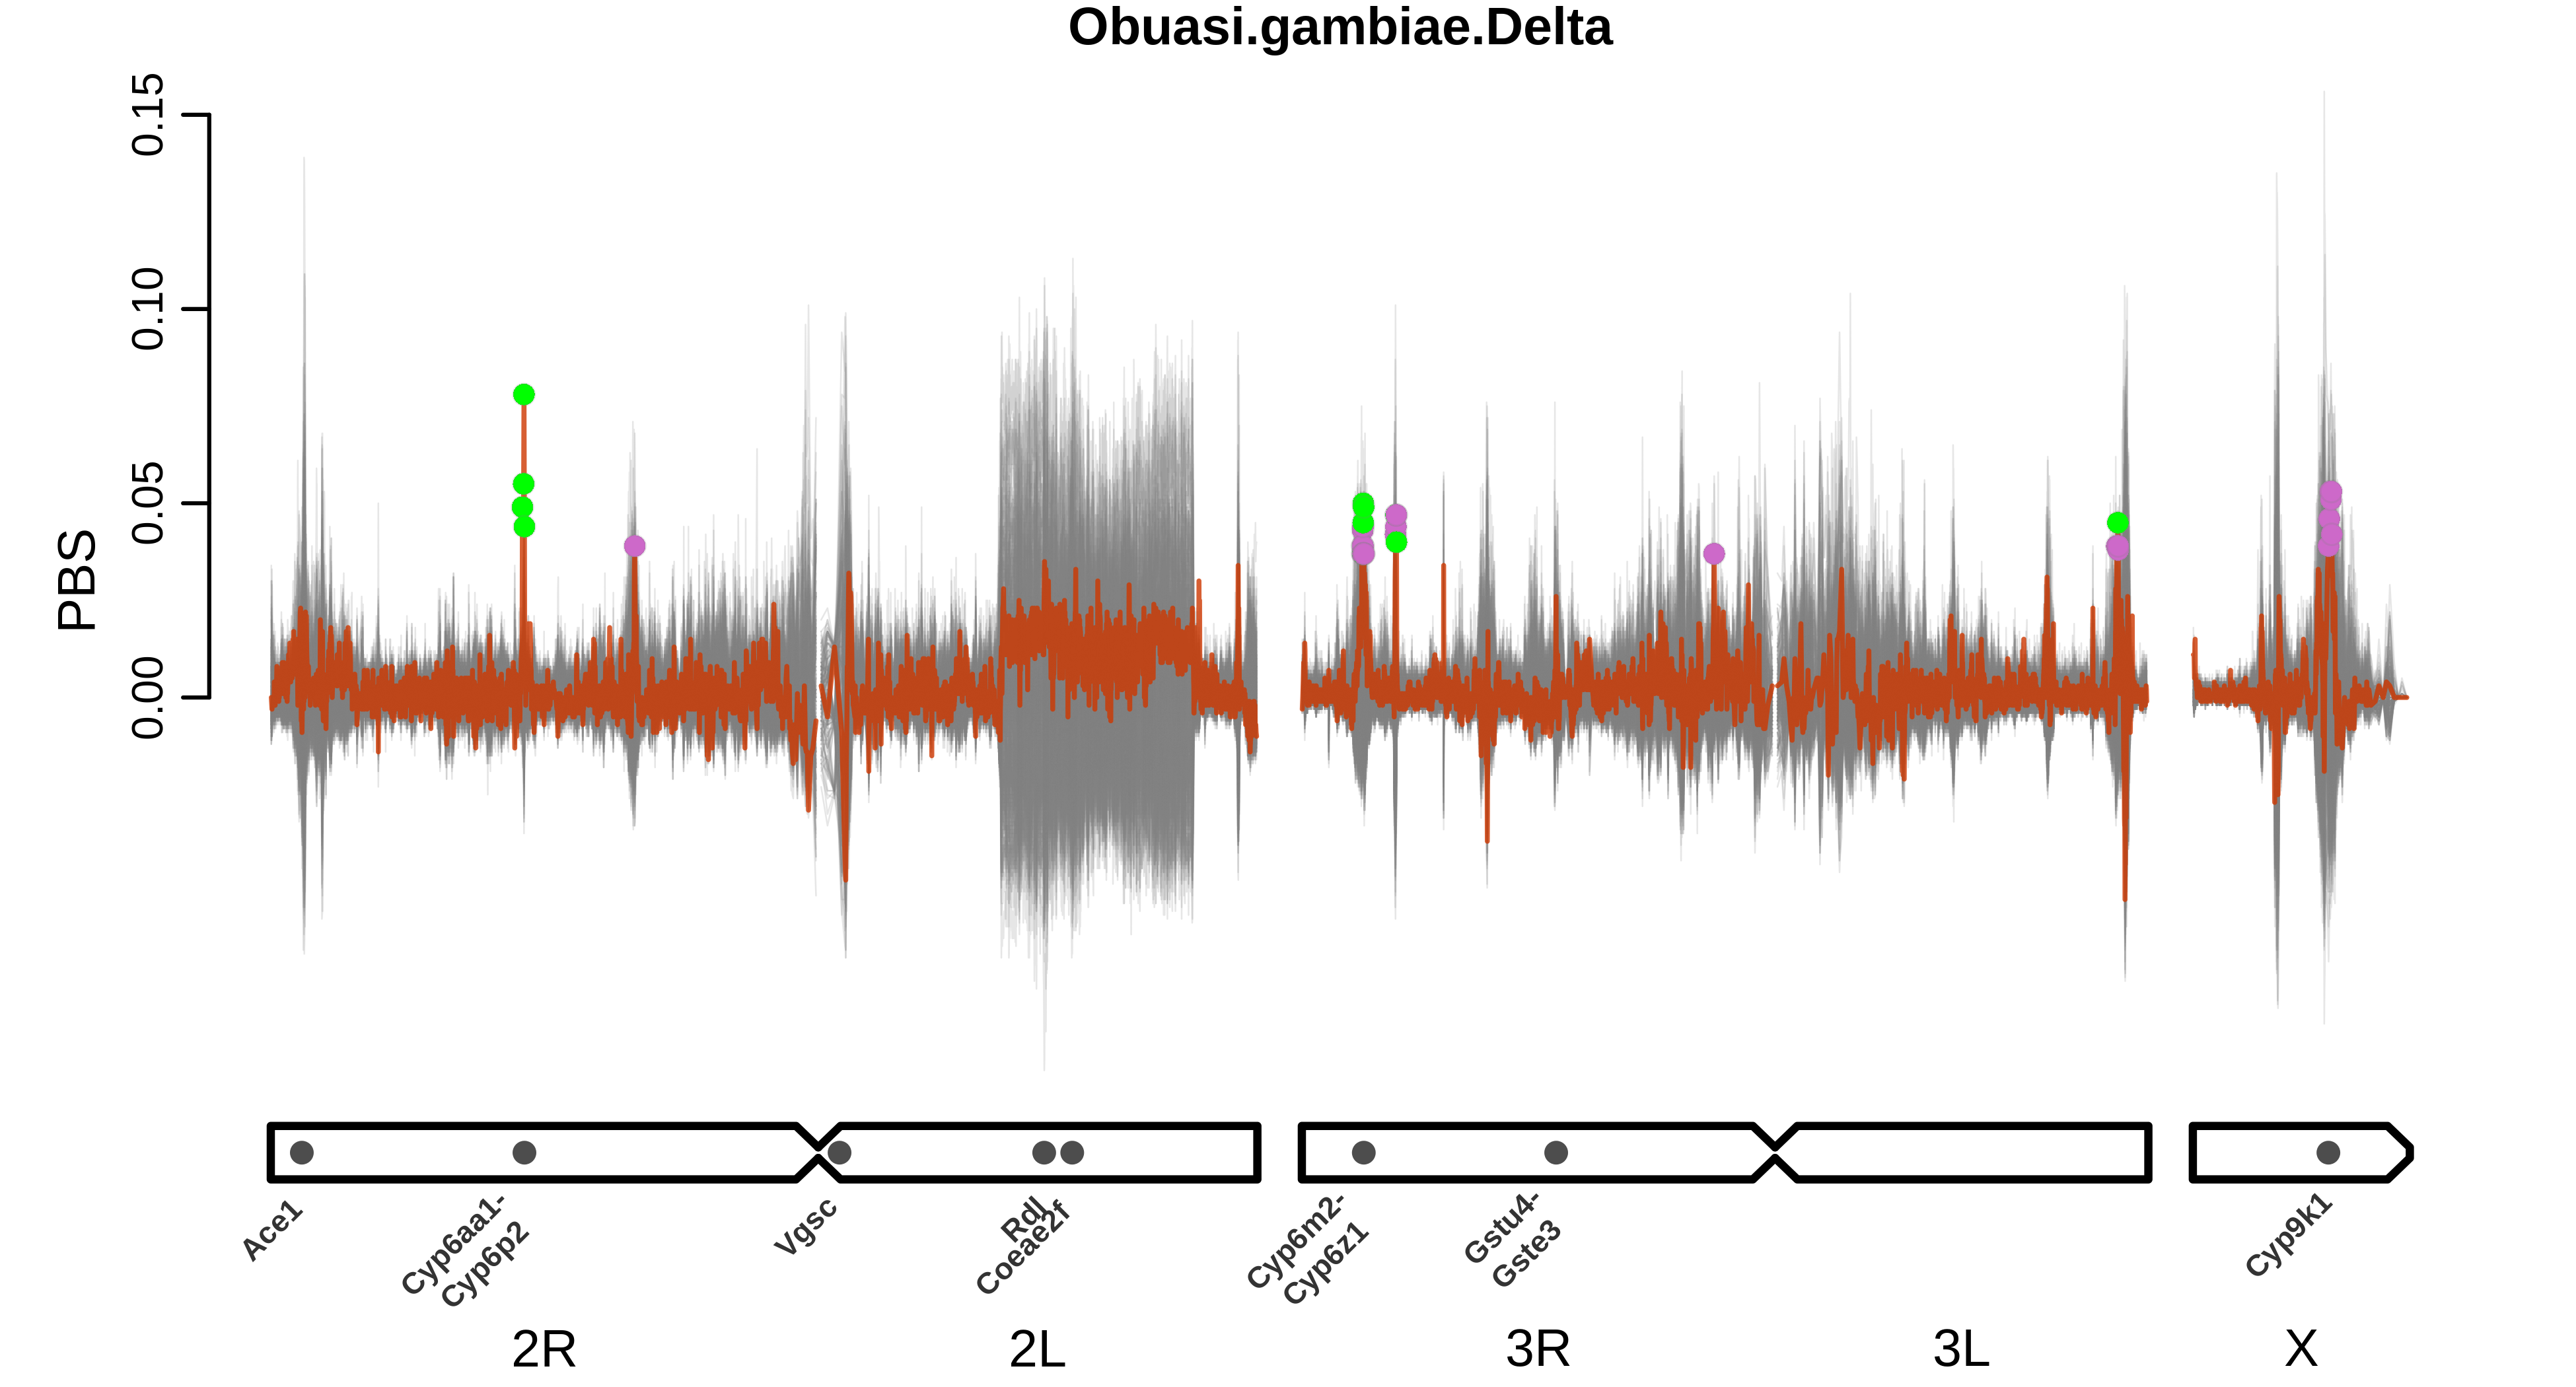 Obuasi.gambiae.Delta
PBS
0.15
0.10
0.05
0.00
Ace1
Cyp6aa1-
Cyp6p2
Vgsc
Rdl
Coeae2f
Cyp6m2-
Cyp6z1
Gstu4-
Gste3
Cyp9k1
2R
2L
3R
3L
X